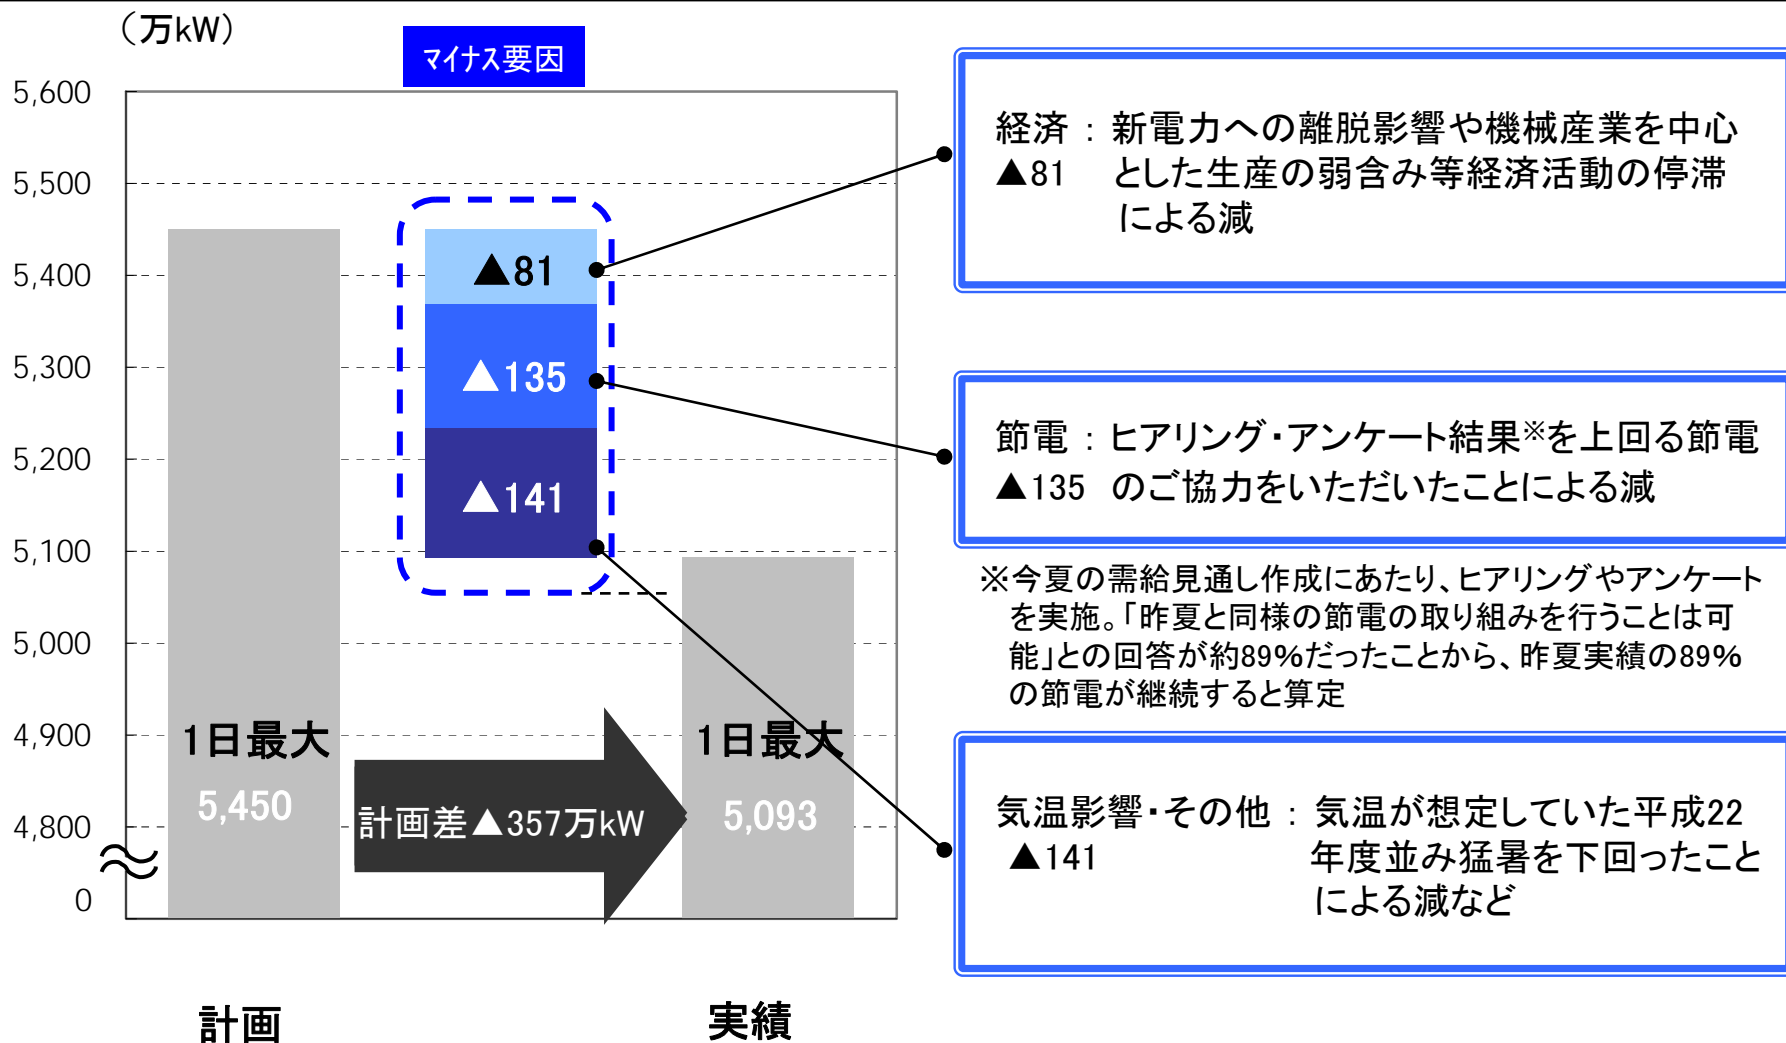 （万kW）
マイナス要因
5,600
5,500
5,400
5,300
5,200
5,100
5,000
4,900
4,800
0
▲81
▲135
▲141
1日最大
5,450
計画差▲357万kW
1日最大
5,093
計画
実績
経済 ： 新電力への離脱影響や機械産業を中心
▲81 とした生産の弱含み等経済活動の停滞
による減
節電 ： ヒアリング・アンケート結果※を上回る節電
▲135 のご協力をいただいたことによる減
※今夏の需給見通し作成にあたり、ヒアリングやアンケート
を実施。「昨夏と同様の節電の取り組みを行うことは可
能」との回答が約89%だったことから、昨夏実績の89%
の節電が継続すると算定
気温影響・その他 ： 気温が想定していた平成22
▲141 年度並み猛暑を下回ったこと
による減など